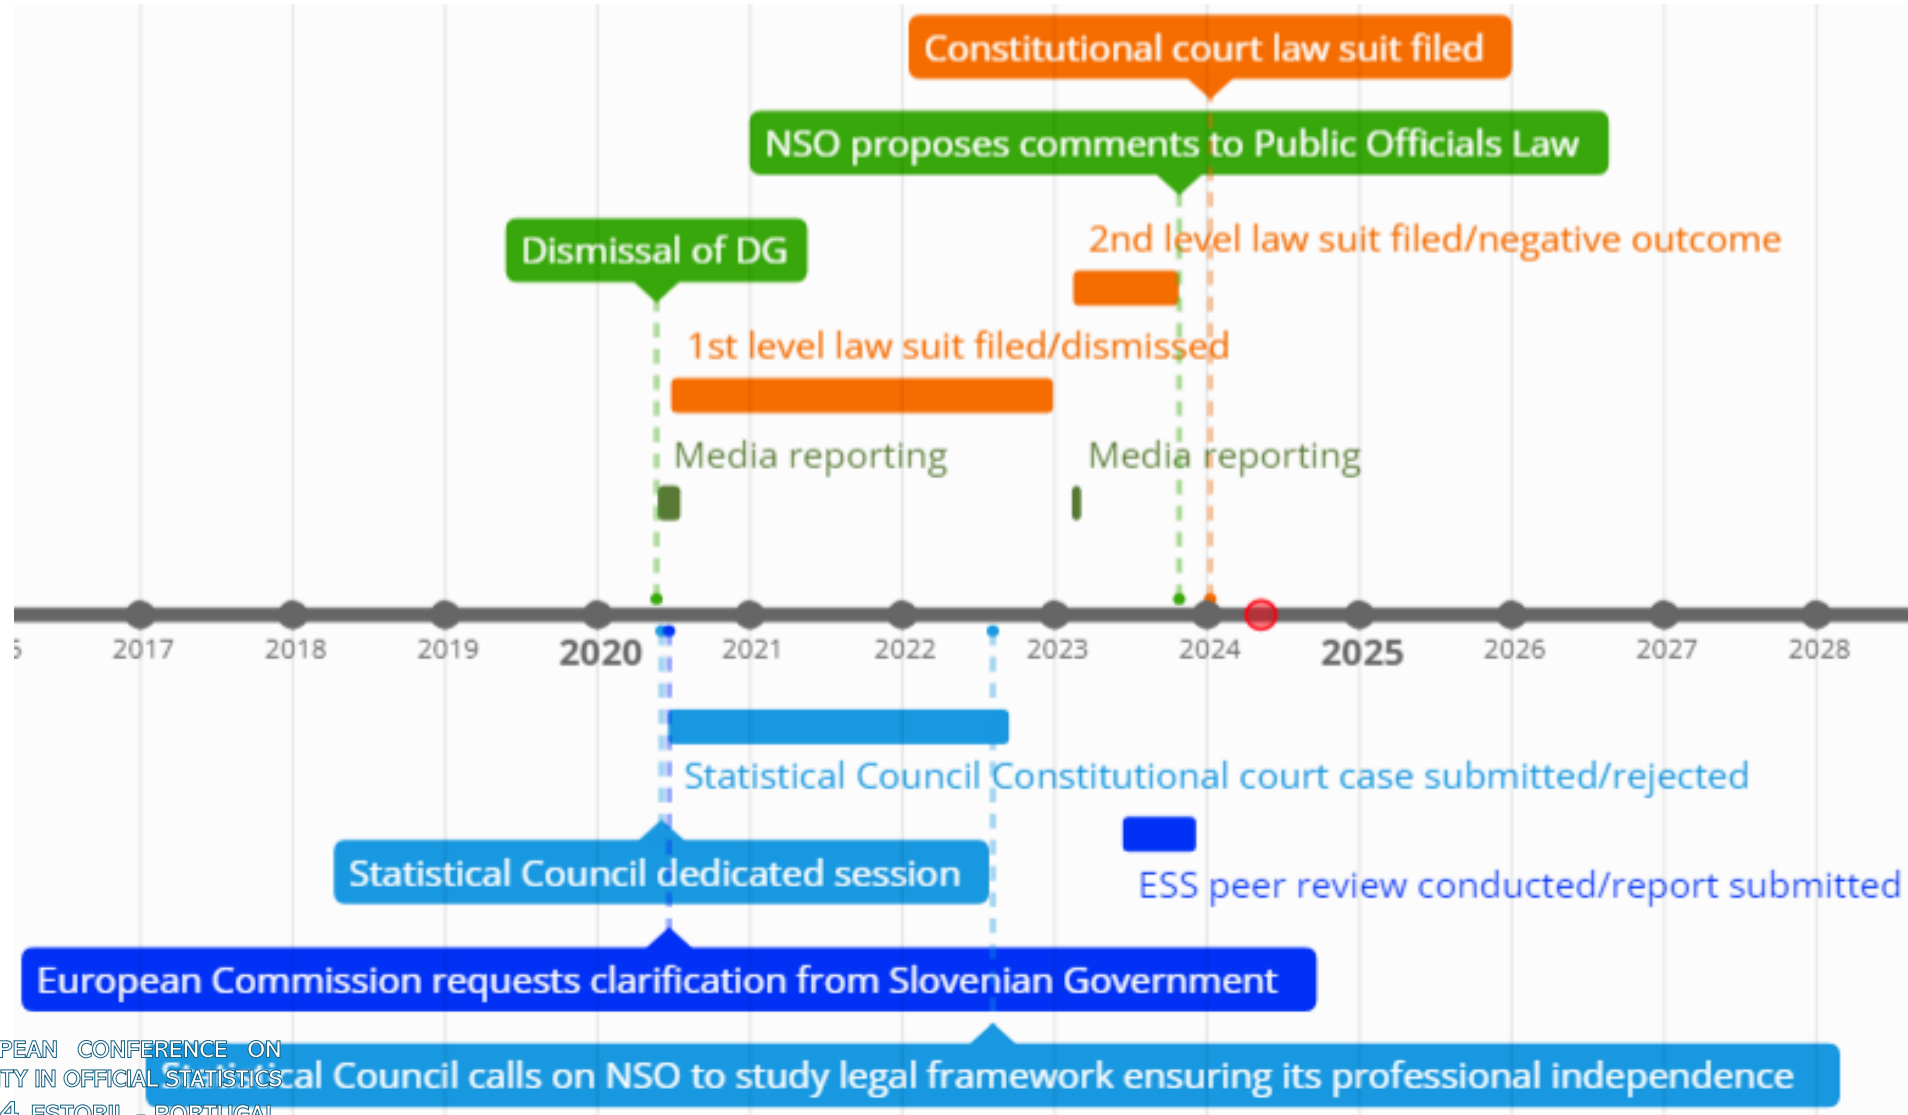 Constitutional court law suit filed
NSO proposes comments to Public Officials Law
2nd level law suit filed/negative outcome
Dismissal of DG
1st level law suit filed/dismissed
Media reporting
Media reporting
2017 2018 2019 2020 2021 2022 2023 2024 2025 2026 2027 2028
Statistical Council Constitutional court case submitted/rejected
Statistical Council dedicated session
ESS peer review conducted/report submitted
European Commission requests clarification from Slovenian Government
PEAN CONFERENCE ON
TY IN OFFICIAL STATISTICS
4 ESTORIL - PORTUGAL
Statistical Council calls on NSO to study legal framework ensuring its professional independence